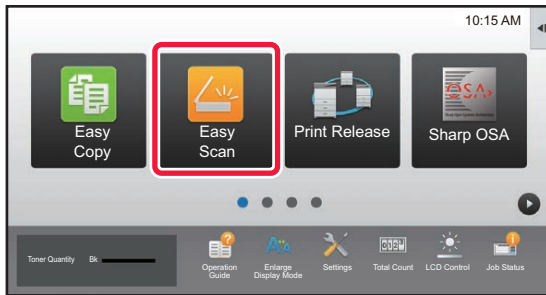 10:15 AM
Easy
Copy
Easy
Scan
Print Release
OSA
Sharp OSA
Toner Quantity Bk
Operation
Guide
Enlarge
Display Mode
Settings
Total Count
LCD Control
Job Status